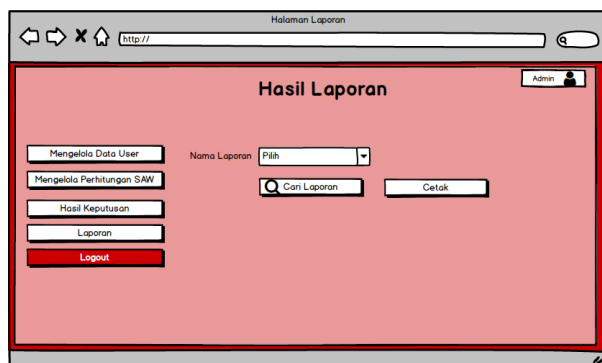 Halaman Laporan
http://
Admin
Hasil Laporan
Mengelola Data User
Nama Laporan Pilih
Mengelola Perhitungan SAW
Cari Laporan Cetak
Hasil Keputusan
Laporan
Logout